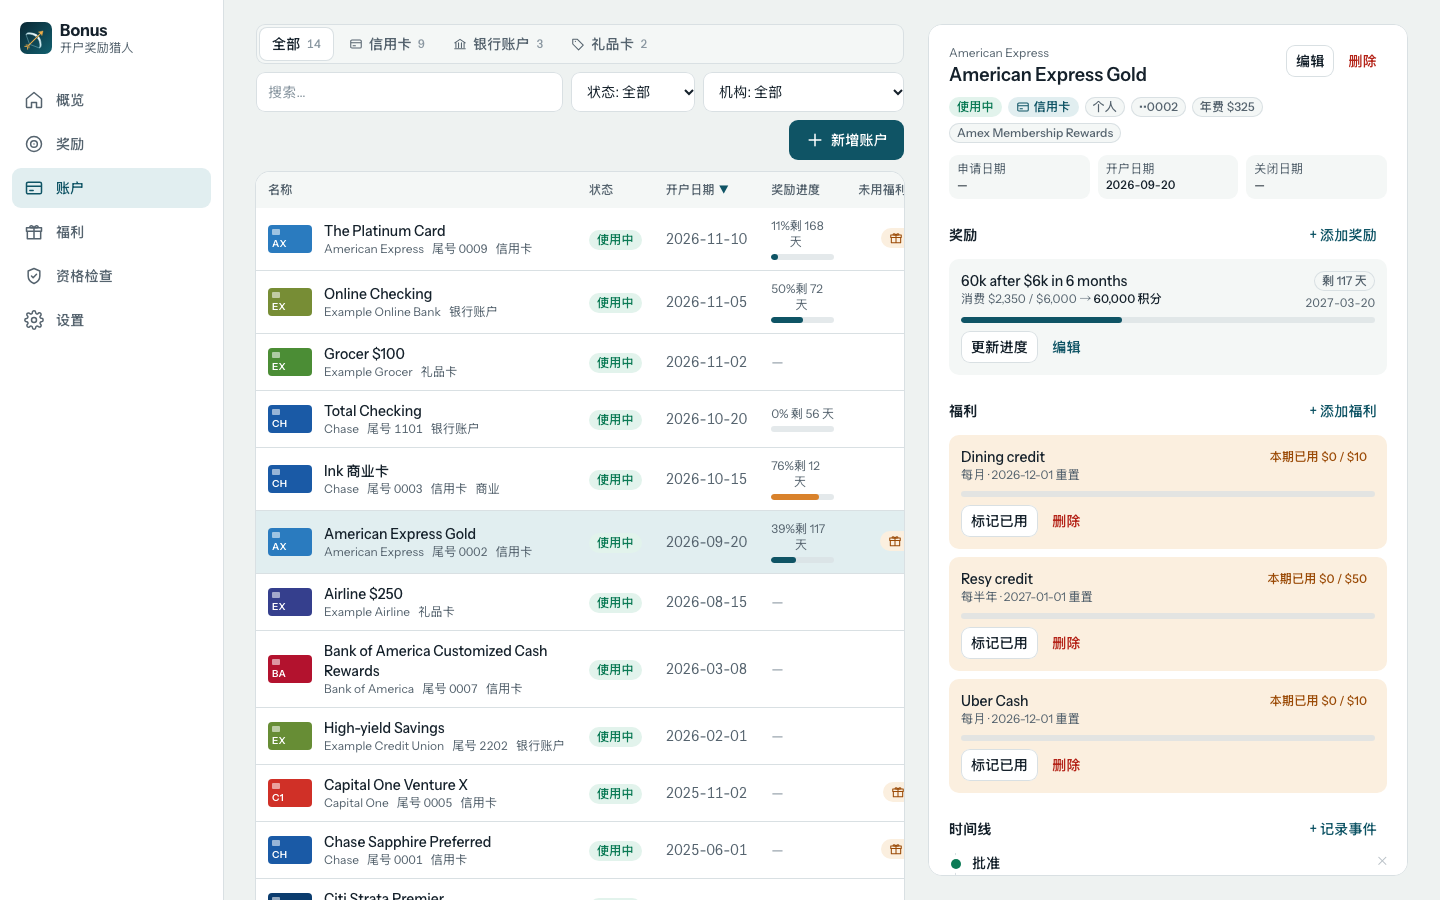 Bonus
开户奖励猎人
概览
奖励
账户
福利
资格检查
设置
全部 14
信用卡 9
银行账户 3
礼品卡 2
搜索...
状态: 全部
机构: 全部
新增账户
名称 状态 开户日期 ▼ 奖励进度 未用福利
AX
The Platinum Card
American Express 尾号 0009 信用卡
使用中
2026-11-10
11%剩 168
天
EX
Online Checking
Example Online Bank 银行账户
使用中
2026-11-05
50%剩 72
天
EX
Grocer $100
Example Grocer 礼品卡
使用中
2026-11-02
—
CH
Total Checking
Chase 尾号 1101 银行账户
使用中
2026-10-20
0% 剩 56 天
CH
Ink 商业卡
Chase 尾号 0003 信用卡 商业
使用中
2026-10-15
76%剩 12
天
AX
American Express Gold
American Express 尾号 0002 信用卡
使用中
2026-09-20
39%剩 117
天
EX
Airline $250
Example Airline 礼品卡
使用中
2026-08-15
—
BA
Bank of America Customized Cash
Rewards
Bank of America 尾号 0007 信用卡
使用中
2026-03-08
—
EX
High-yield Savings
Example Credit Union 尾号 2202 银行账户
使用中
2026-02-01
—
C1
Capital One Venture X
Capital One 尾号 0005 信用卡
使用中
2025-11-02
—
CH
Chase Sapphire Preferred
Chase 尾号 0001 信用卡
使用中
2025-06-01
—
Citi Strata Premier
American Express
American Express Gold
编辑
删除
使用中
信用卡
个人
··0002
年费 $325
Amex Membership Rewards
申请日期
—
开户日期
2026-09-20
关闭日期
—
奖励
+ 添加奖励
60k after $6k in 6 months
剩 117 天
消费 $2,350 / $6,000 → 60,000 积分
2027-03-20
更新进度
编辑
福利
+ 添加福利
Dining credit
本期已用 $0 / $10
每月 · 2026-12-01 重置
标记已用
删除
Resy credit
本期已用 $0 / $50
每半年 · 2027-01-01 重置
标记已用
删除
Uber Cash
本期已用 $0 / $10
每月 · 2026-12-01 重置
标记已用
删除
时间线
+ 记录事件
批准
×